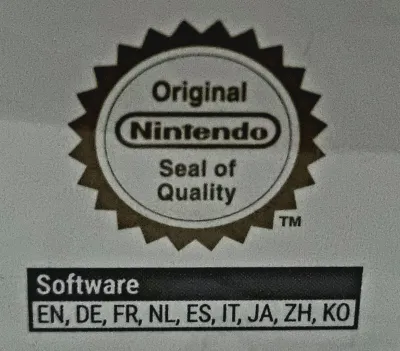 Original
Nintendo
Seal of
Quality
TM
Software
EN, DE, FR, NL, ES, IT, JA, ZH, KO